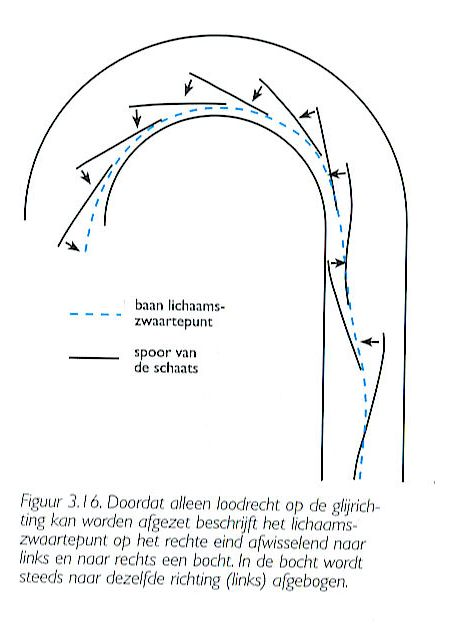 baan lichaams-
zwaartepunt
spoor van
de schaats
Figuur 3.16. Doordat alleen loodrecht op de glijrich-
ting kan worden afgezet beschrijft het lichaams-
zwaartepunt op het rechte eind afwisselend naar
links en naar rechts een bocht. In de bocht wordt
steeds naar dezelfde richting (links) afgebogen.